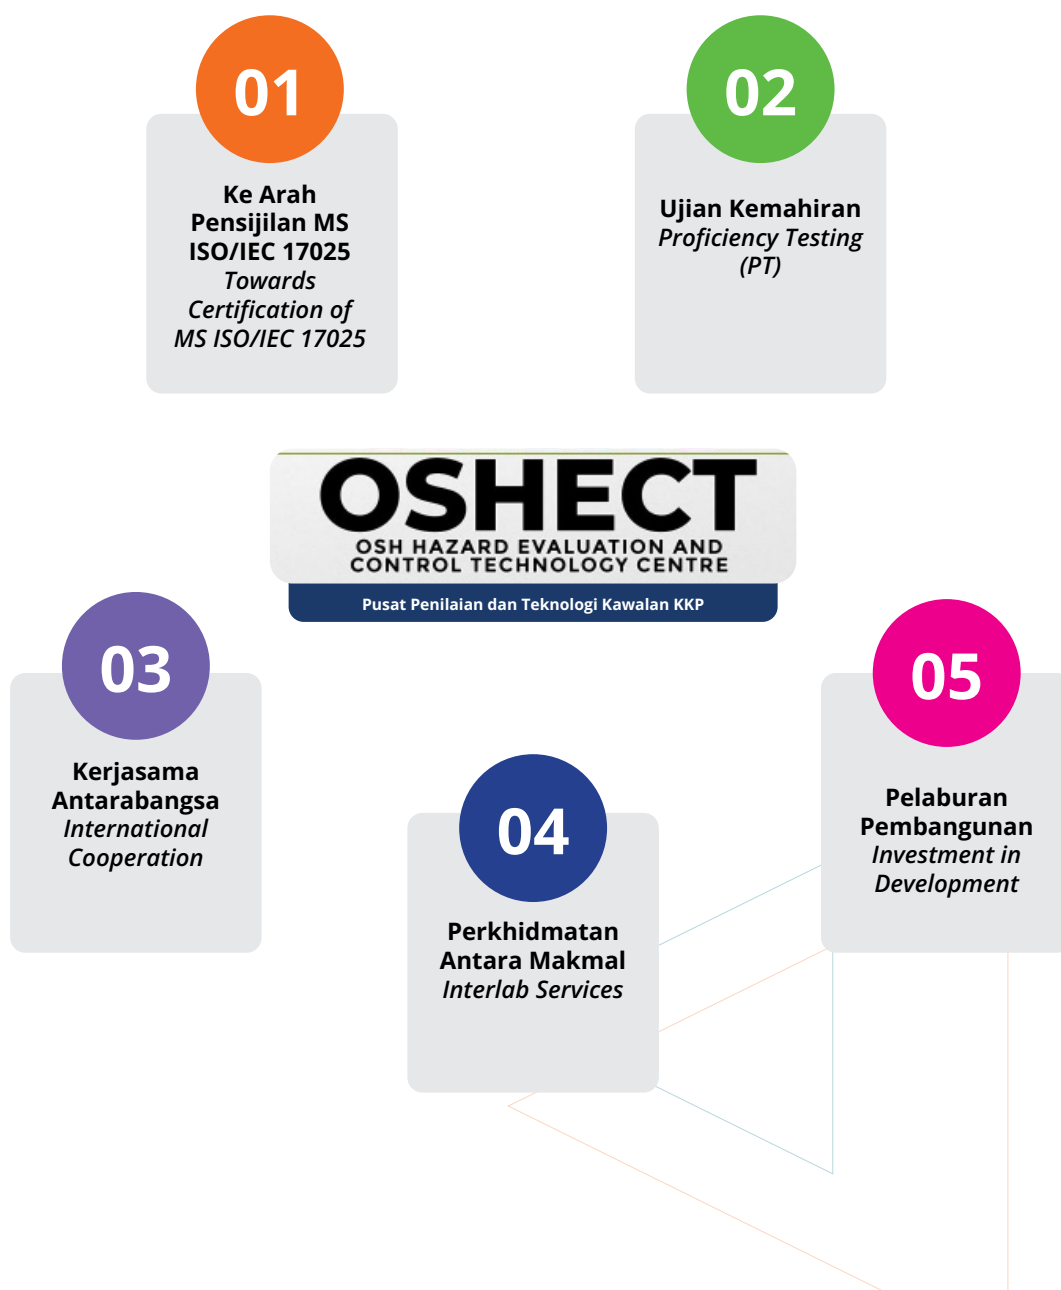 01
Ke Arah
Pensijilan MS
ISO/IEC 17025
Towards
Certification of
MS ISO/IEC 17025
02
Ujian Kemahiran
Proficiency Testing
(PT)
OSHECT
OSH HAZARD EVALUATION AND
CONTROL TECHNOLOGY CENTRE
Pusat Penilaian dan Teknologi Kawalan KKP
03
Kerjasama
Antarabangsa
International
Cooperation
04
Perkhidmatan
Antara Makmal
Interlab Services
05
Pelaburan
Pembangunan
Investment in
Development